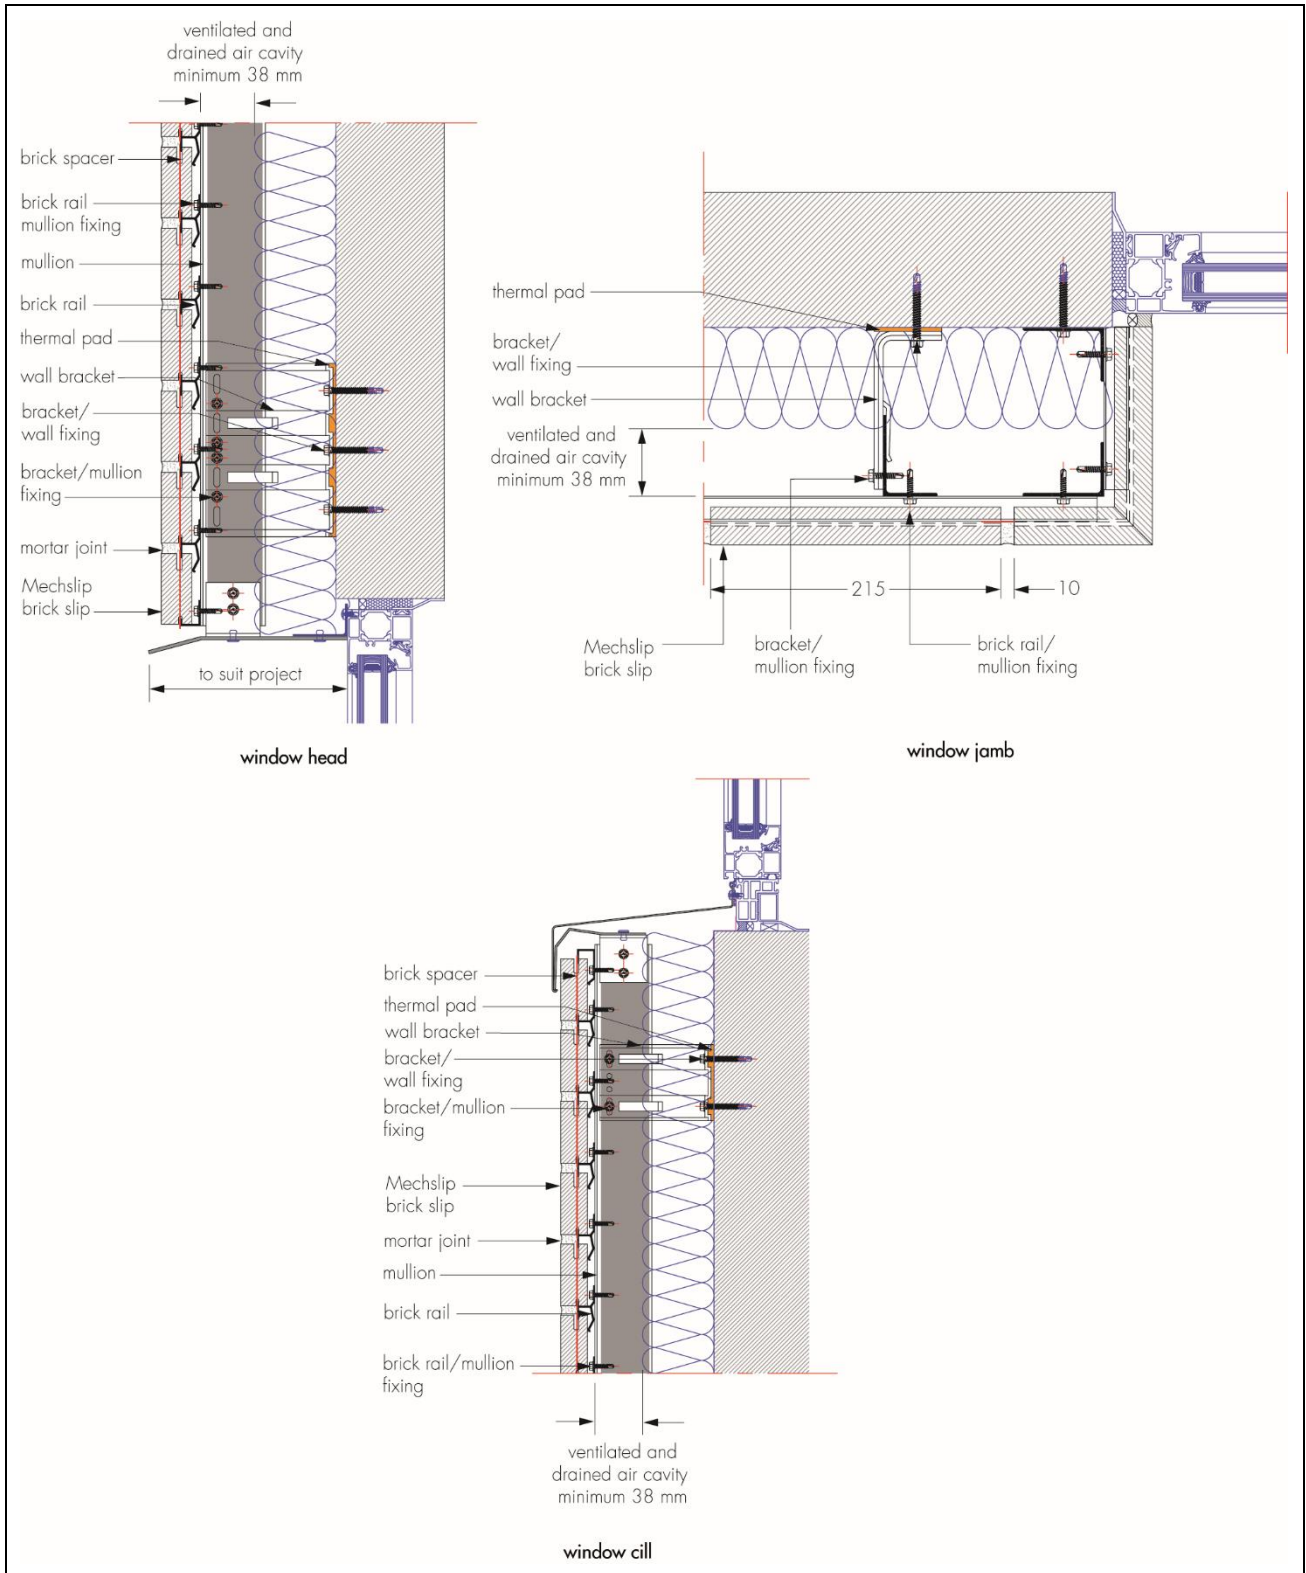 ventilated and
drained air cavity
minimum 38 mm
brick spacer
brick rail
mullion fixing
mullion
brick rail
thermal pad
wall bracket
bracket/
wall fixing
bracket/mullion
fixing
mortar joint
Mechslip
brick slip
to suit project
window head
thermal pad
bracket/
wall fixing
wall bracket
ventilated and
drained air cavity
minimum 38 mm
215
10
Mechslip
brick slip
bracket/
mullion fixing
brick rail/
mullion fixing
window jamb
brick spacer
thermal pad
wall bracket
bracket/
wall fixing
bracket/mullion
fixing
Mechslip
brick slip
mortar joint
mullion
brick rail
brick rail/mullion
fixing
ventilated and
drained air cavity
minimum 38 mm
window cill